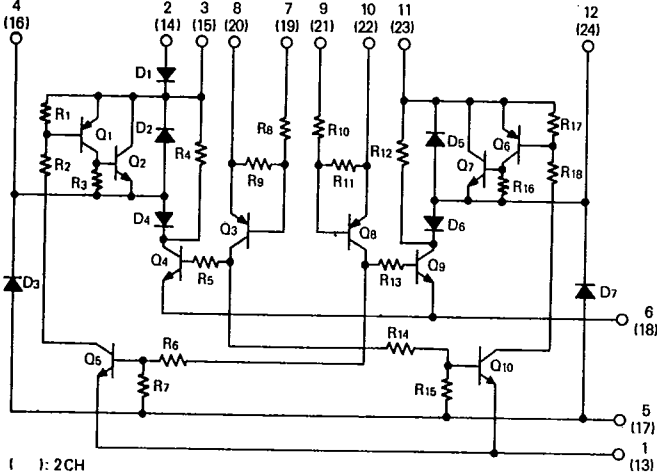 4 2 3 8 7 9 10 11 12
(16) (14) (15) (20) (19) (21) (22) (23) (24)
D1
R1 Q1 D2 R4 R8 R10 R12 D5 Q6 R17
R2 Q2 R9 R11 Q7 R18
R3 R16
D4 Q3 Q8 D6
Q4 R5 R13 Q9
D3 D7
6
(18)
R14
Q5 R6 Q10
R7 R15
5
(17)
1
(13)
( ): 2CH